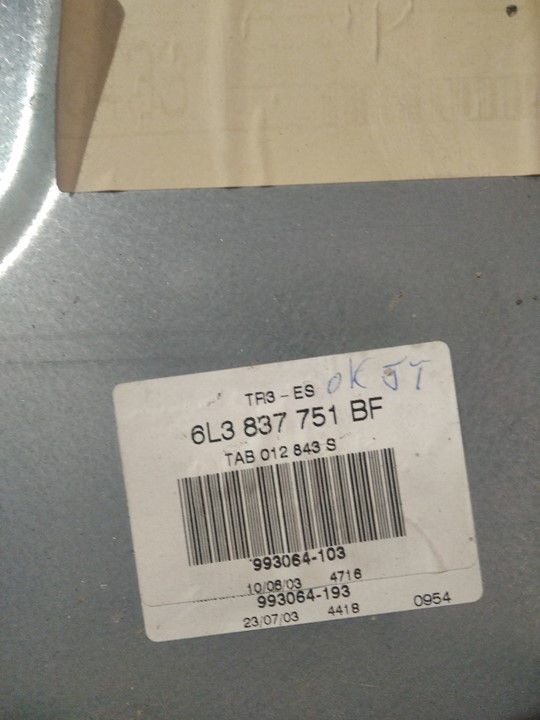 TR3 - ES OK JT
6L3 837 751 BF
TAB 012 843 S
993064-103
10/06/03 4716
993064-193
23/07/03 4418 0954